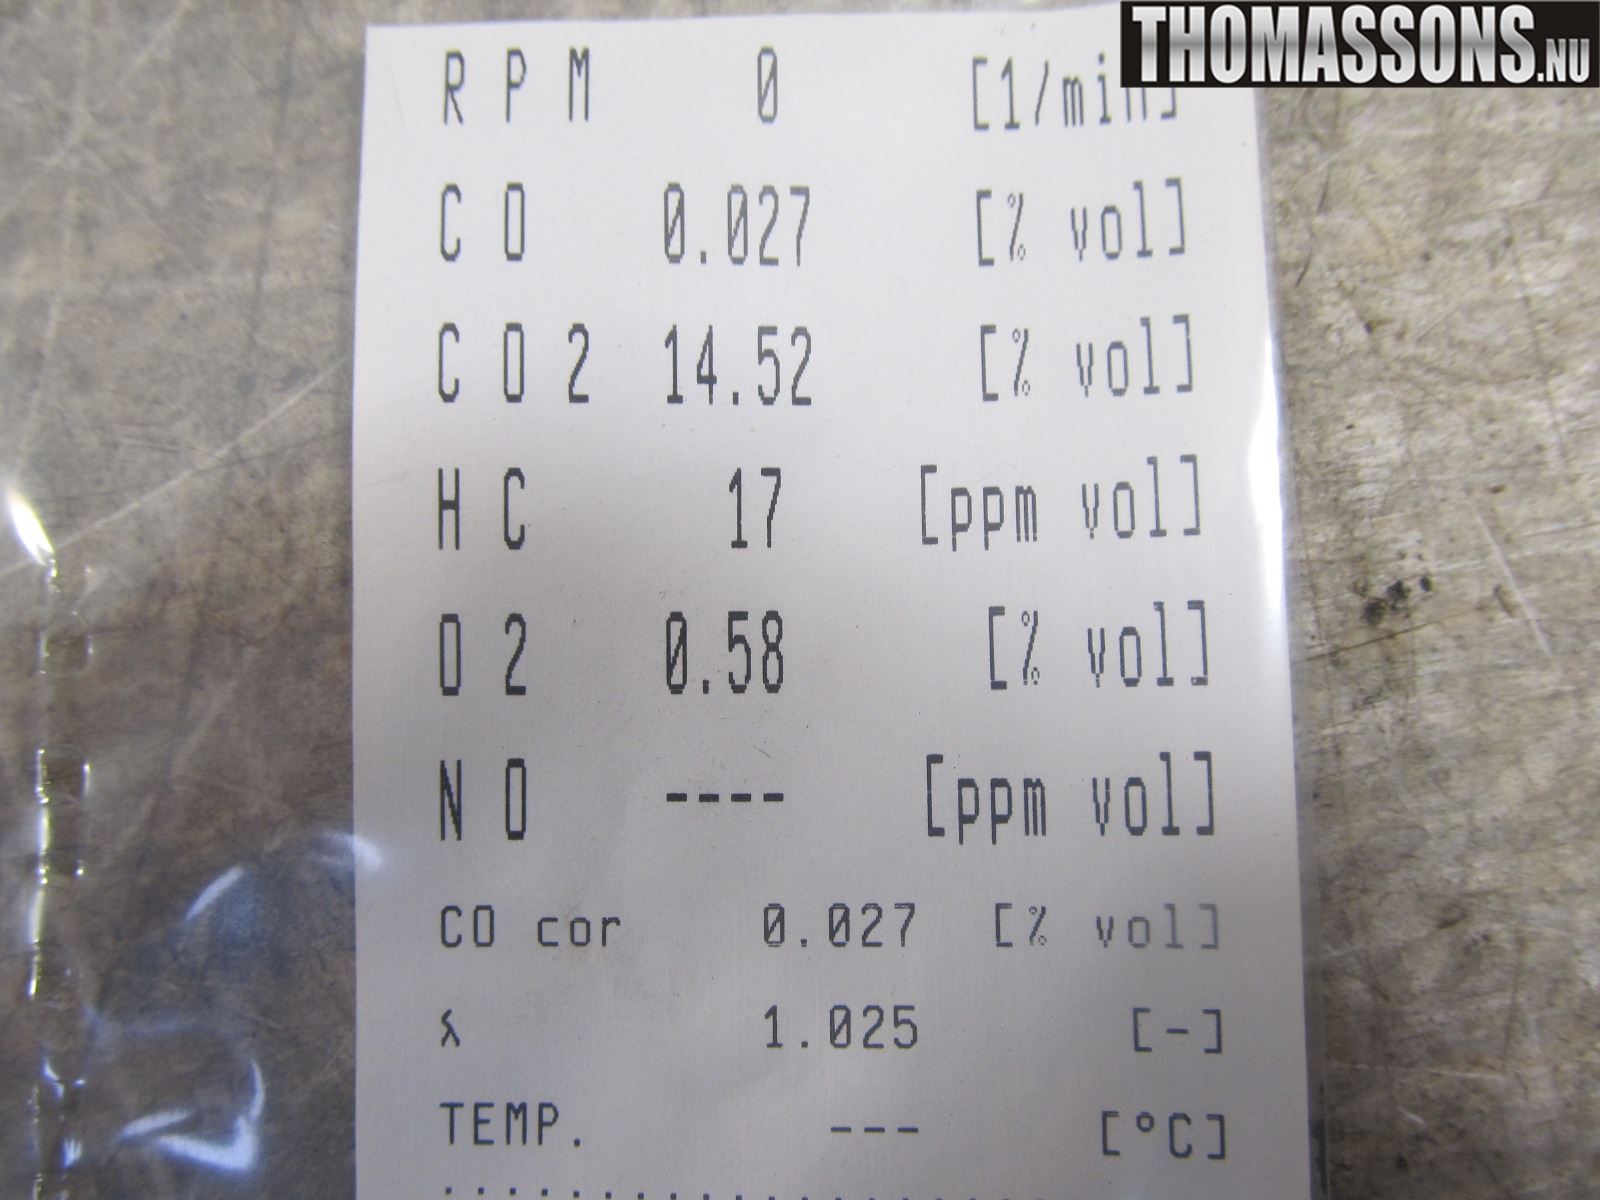 THOMASSONS.NU
R P M 0 [1/min]
C O 0.027 [% vol]
C O 2 14.52 [% vol]
H C 17 [ppm vol]
O 2 0.58 [% vol]
N O ---- [ppm vol]
CO cor 0.027 [% vol]
λ 1.025 [-]
TEMP. --- [°C]